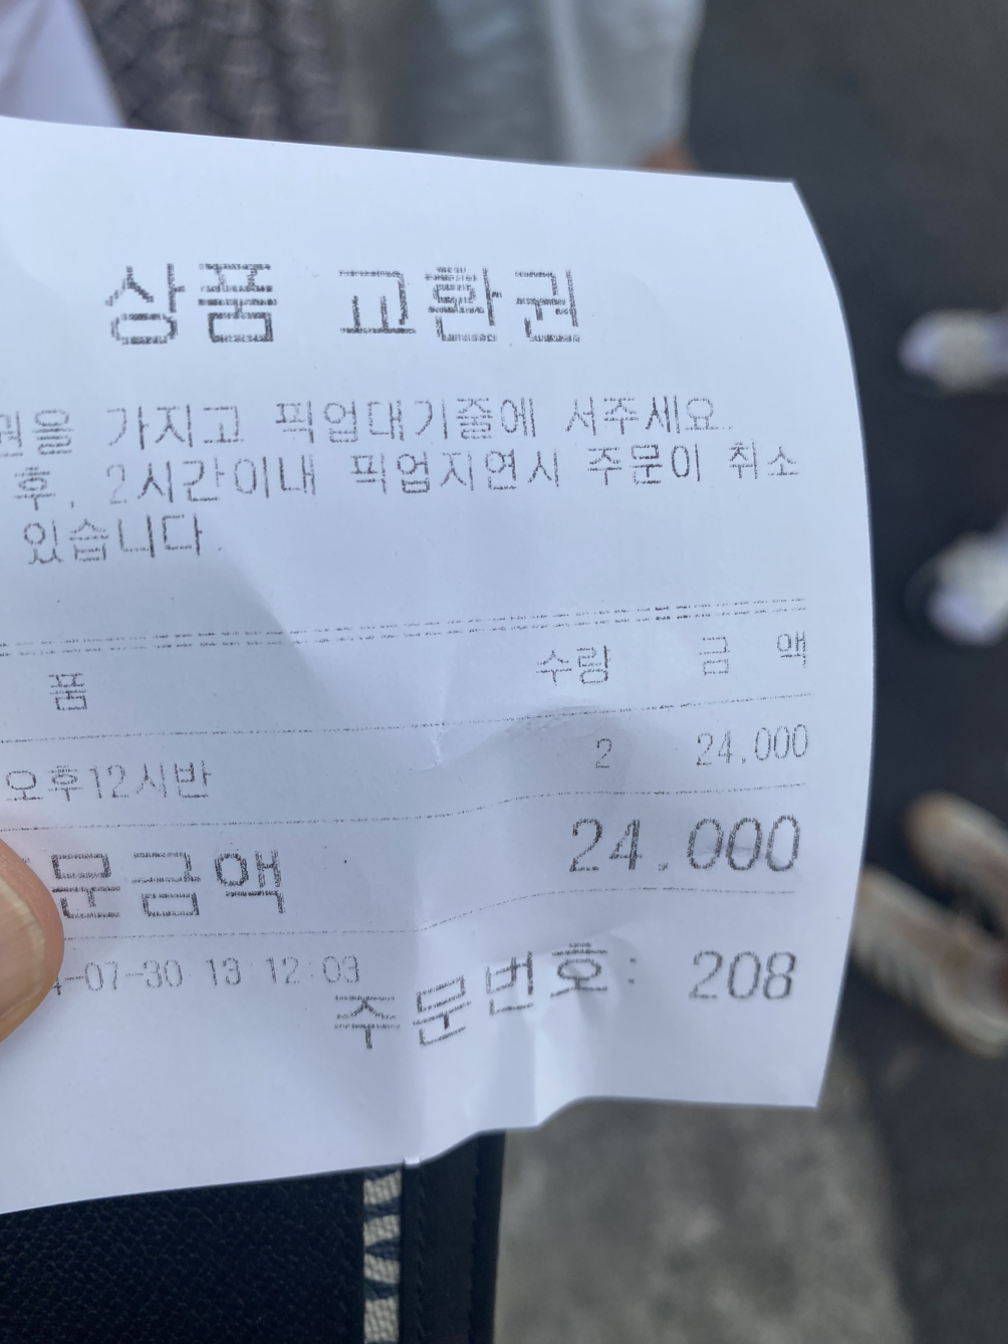 상품 교환권
권을 가지고 픽업대기줄에 서주세요.
후, 2시간이내 픽업지연시 주문이 취소
있습니다.
품 수량 금 액
오후12시반 2 24,000
문금액 24,000
-07-30 13:12:03
주문번호: 208